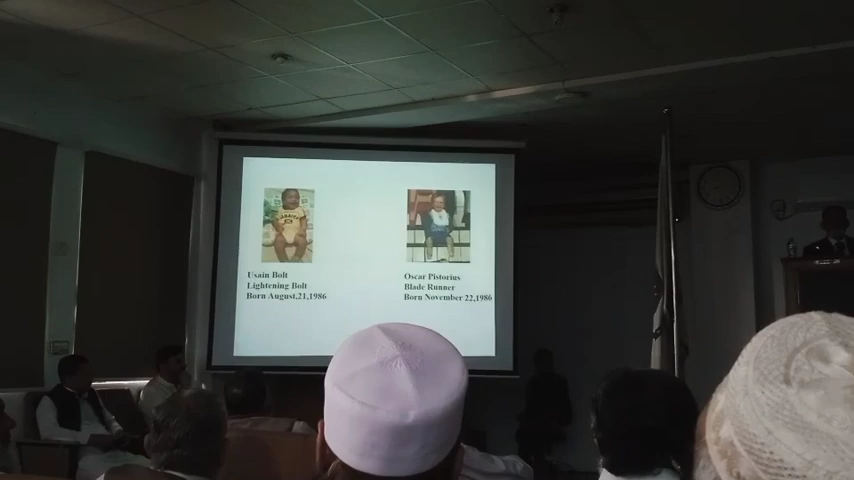 Usain Bolt
Lightening Bolt
Born August,21,1986
Oscar Pistorius
Blade Runner
Born November 22,1986